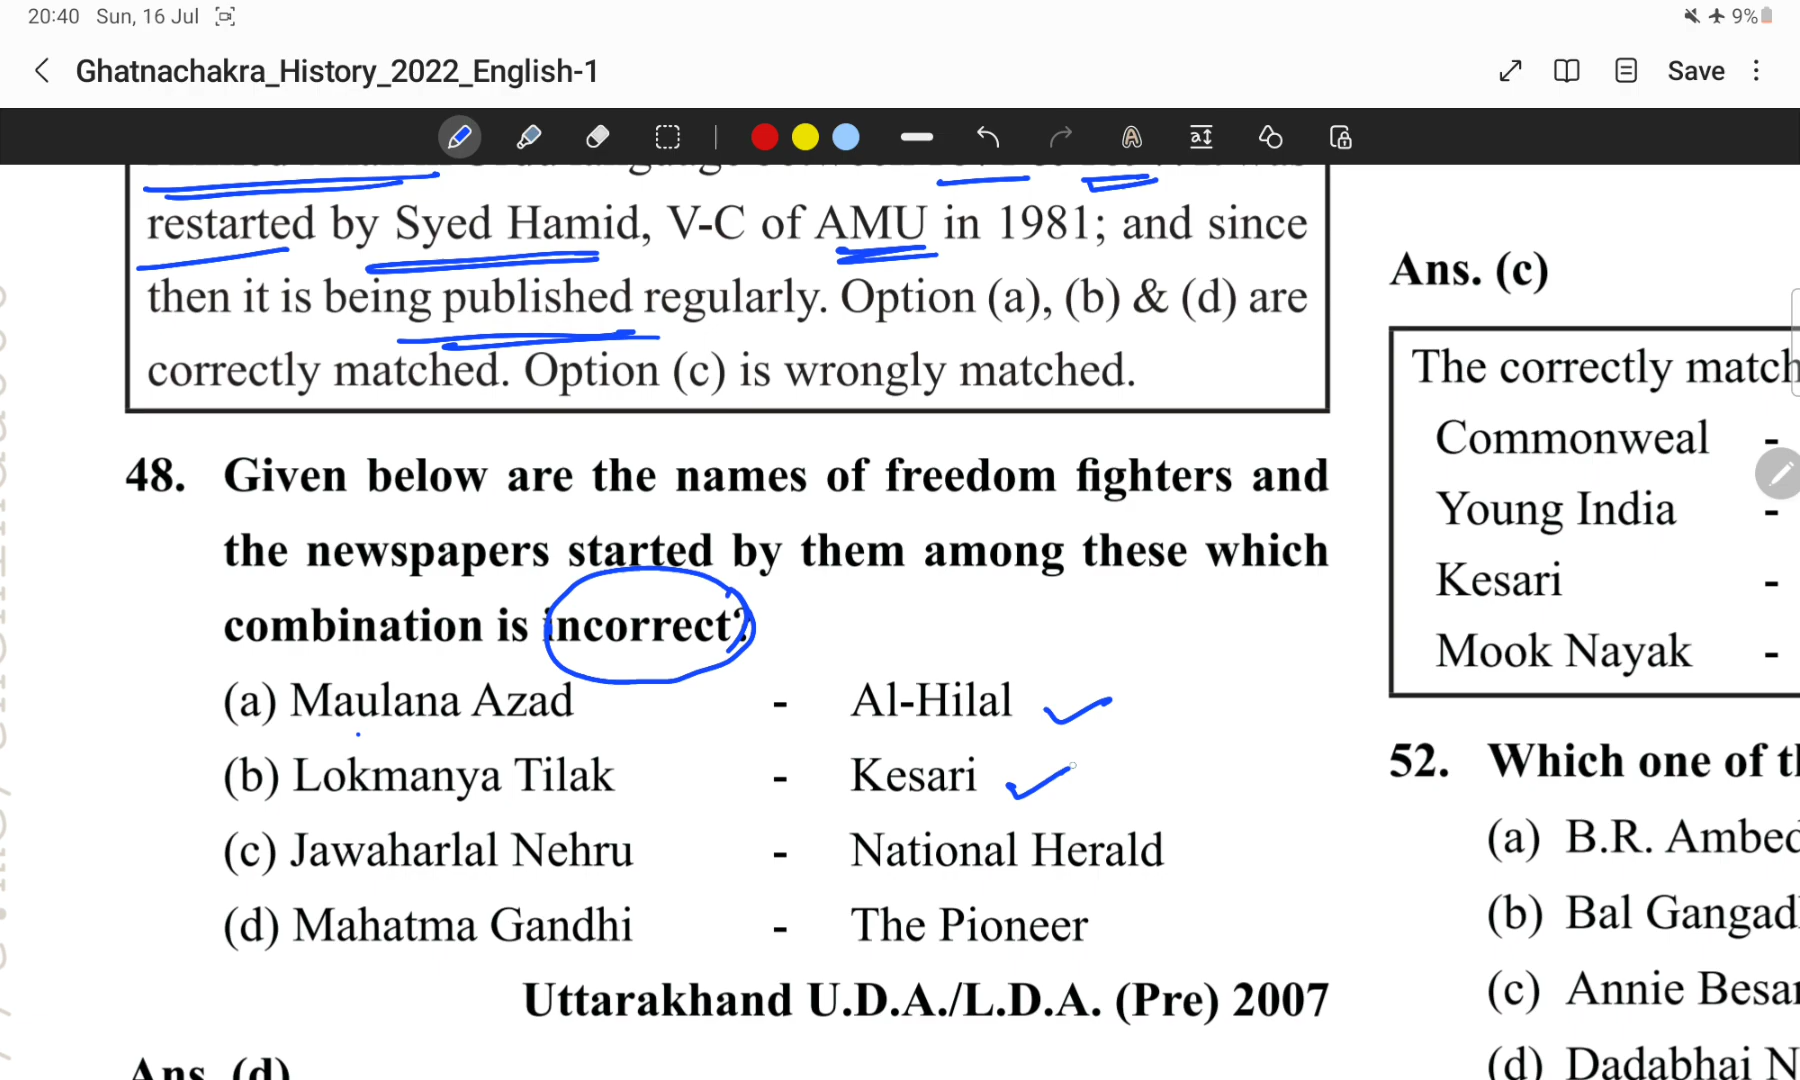 20:40 Sun, 16 Jul
9%
Ghatnachakra_History_2022_English-1
Save
restarted by Syed Hamid, V-C of AMU in 1981; and since
then it is being published regularly. Option (a), (b) & (d) are
correctly matched. Option (c) is wrongly matched.
48. Given below are the names of freedom fighters and
the newspapers started by them among these which
combination is incorrect?
(a) Maulana Azad - Al-Hilal
(b) Lokmanya Tilak - Kesari
(c) Jawaharlal Nehru - National Herald
(d) Mahatma Gandhi - The Pioneer
Uttarakhand U.D.A./L.D.A. (Pre) 2007
Ans. (d)
Ans. (c)
The correctly match
Commonweal -
Young India -
Kesari -
Mook Nayak -
52. Which one of th
(a) B.R. Ambed
(b) Bal Gangad
(c) Annie Besan
(d) Dadabhai N